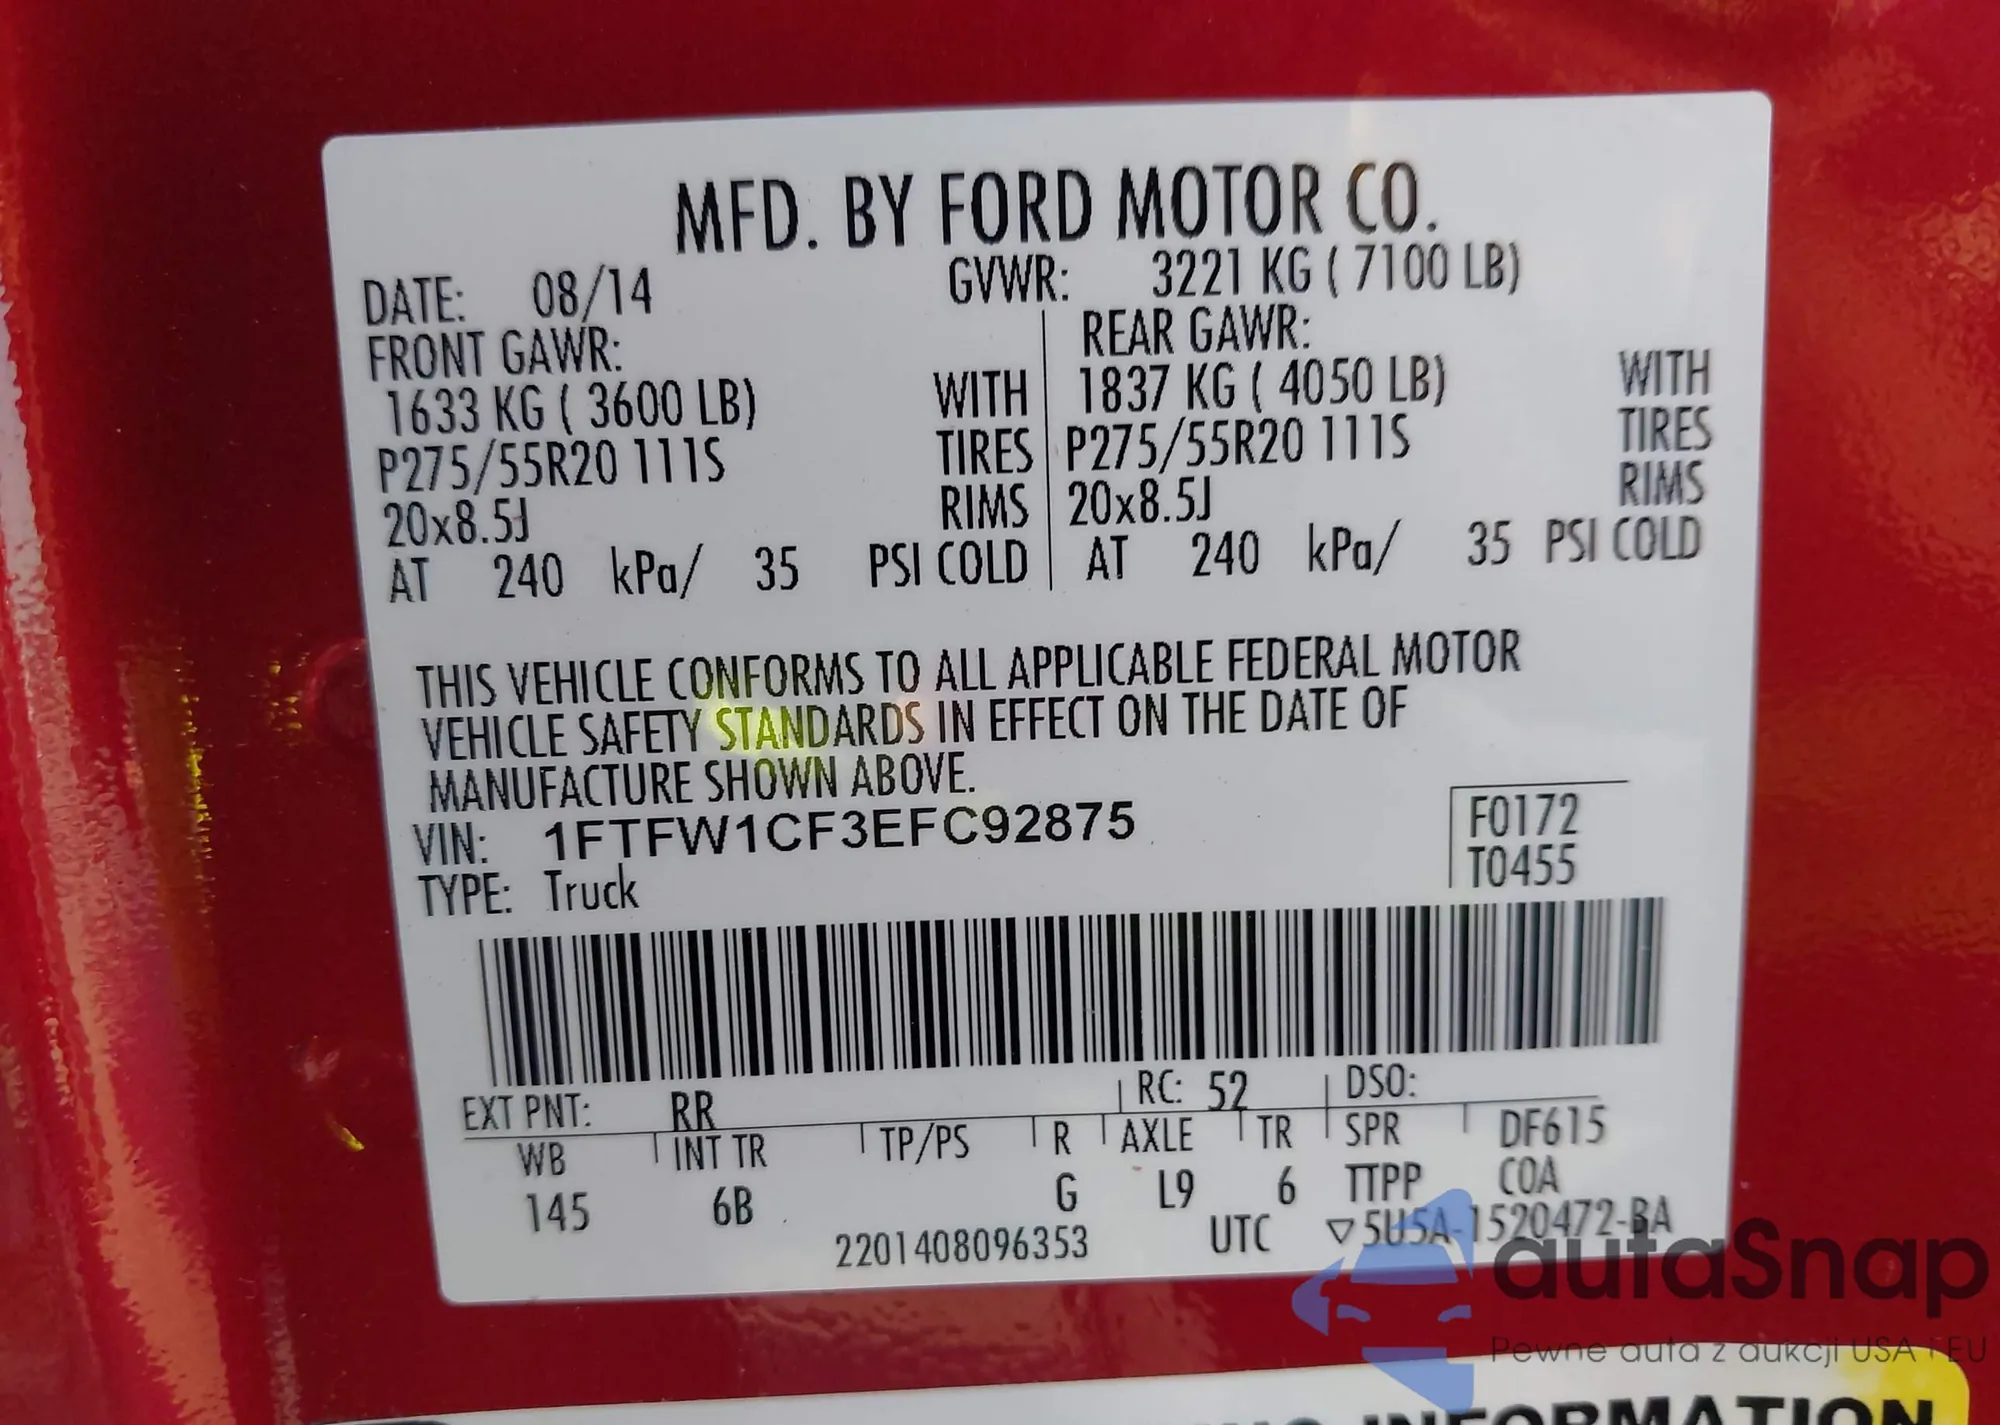 MFD. BY FORD MOTOR CO.
DATE: 08/14 GVWR: 3221 KG ( 7100 LB)
FRONT GAWR: REAR GAWR:
1633 KG ( 3600 LB) WITH 1837 KG ( 4050 LB) WITH
P275/55R20 111S TIRES P275/55R20 111S TIRES
20x8.5J RIMS 20x8.5J RIMS
AT 240 kPa/ 35 PSI COLD AT 240 kPa/ 35 PSI COLD
THIS VEHICLE CONFORMS TO ALL APPLICABLE FEDERAL MOTOR
VEHICLE SAFETY STANDARDS IN EFFECT ON THE DATE OF
MANUFACTURE SHOWN ABOVE.
VIN: 1FTFW1CF3EFC92875 F0172
TYPE: Truck T0455
EXT PNT: RR RC: 52 DSO:
WB INT TR TP/PS R AXLE TR SPR DF615
145 6B G L9 6 TTPP COA
2201408096353 UTC ▽5U5A-1520472-BA
autaSnap
Pewne auta z aukcji USA i EU
INFORMATION